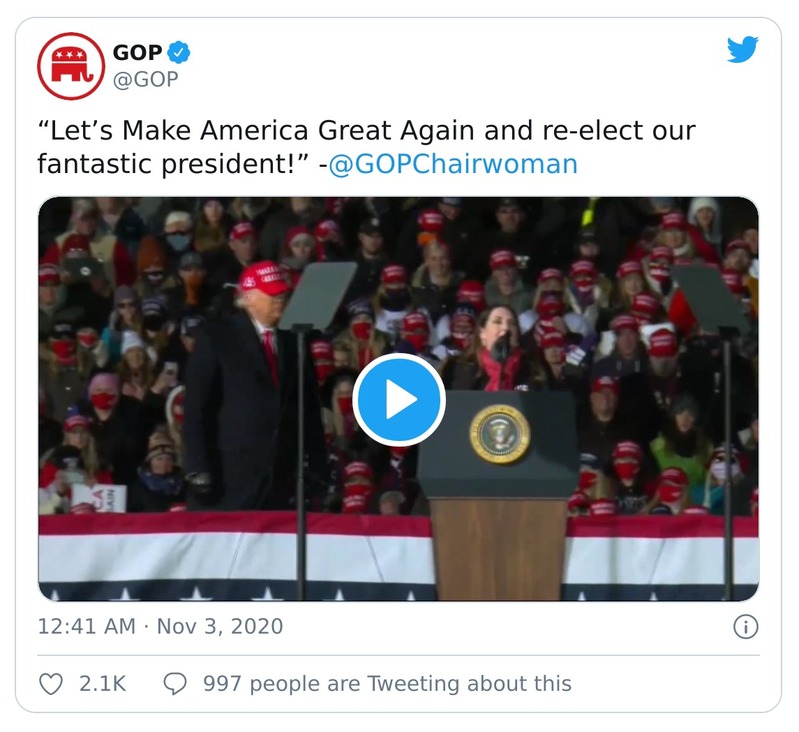 GOP
@GOP
“Let’s Make America Great Again and re-elect our
fantastic president!” -@GOPChairwoman
12:41 AM · Nov 3, 2020
2.1K
997 people are Tweeting about this